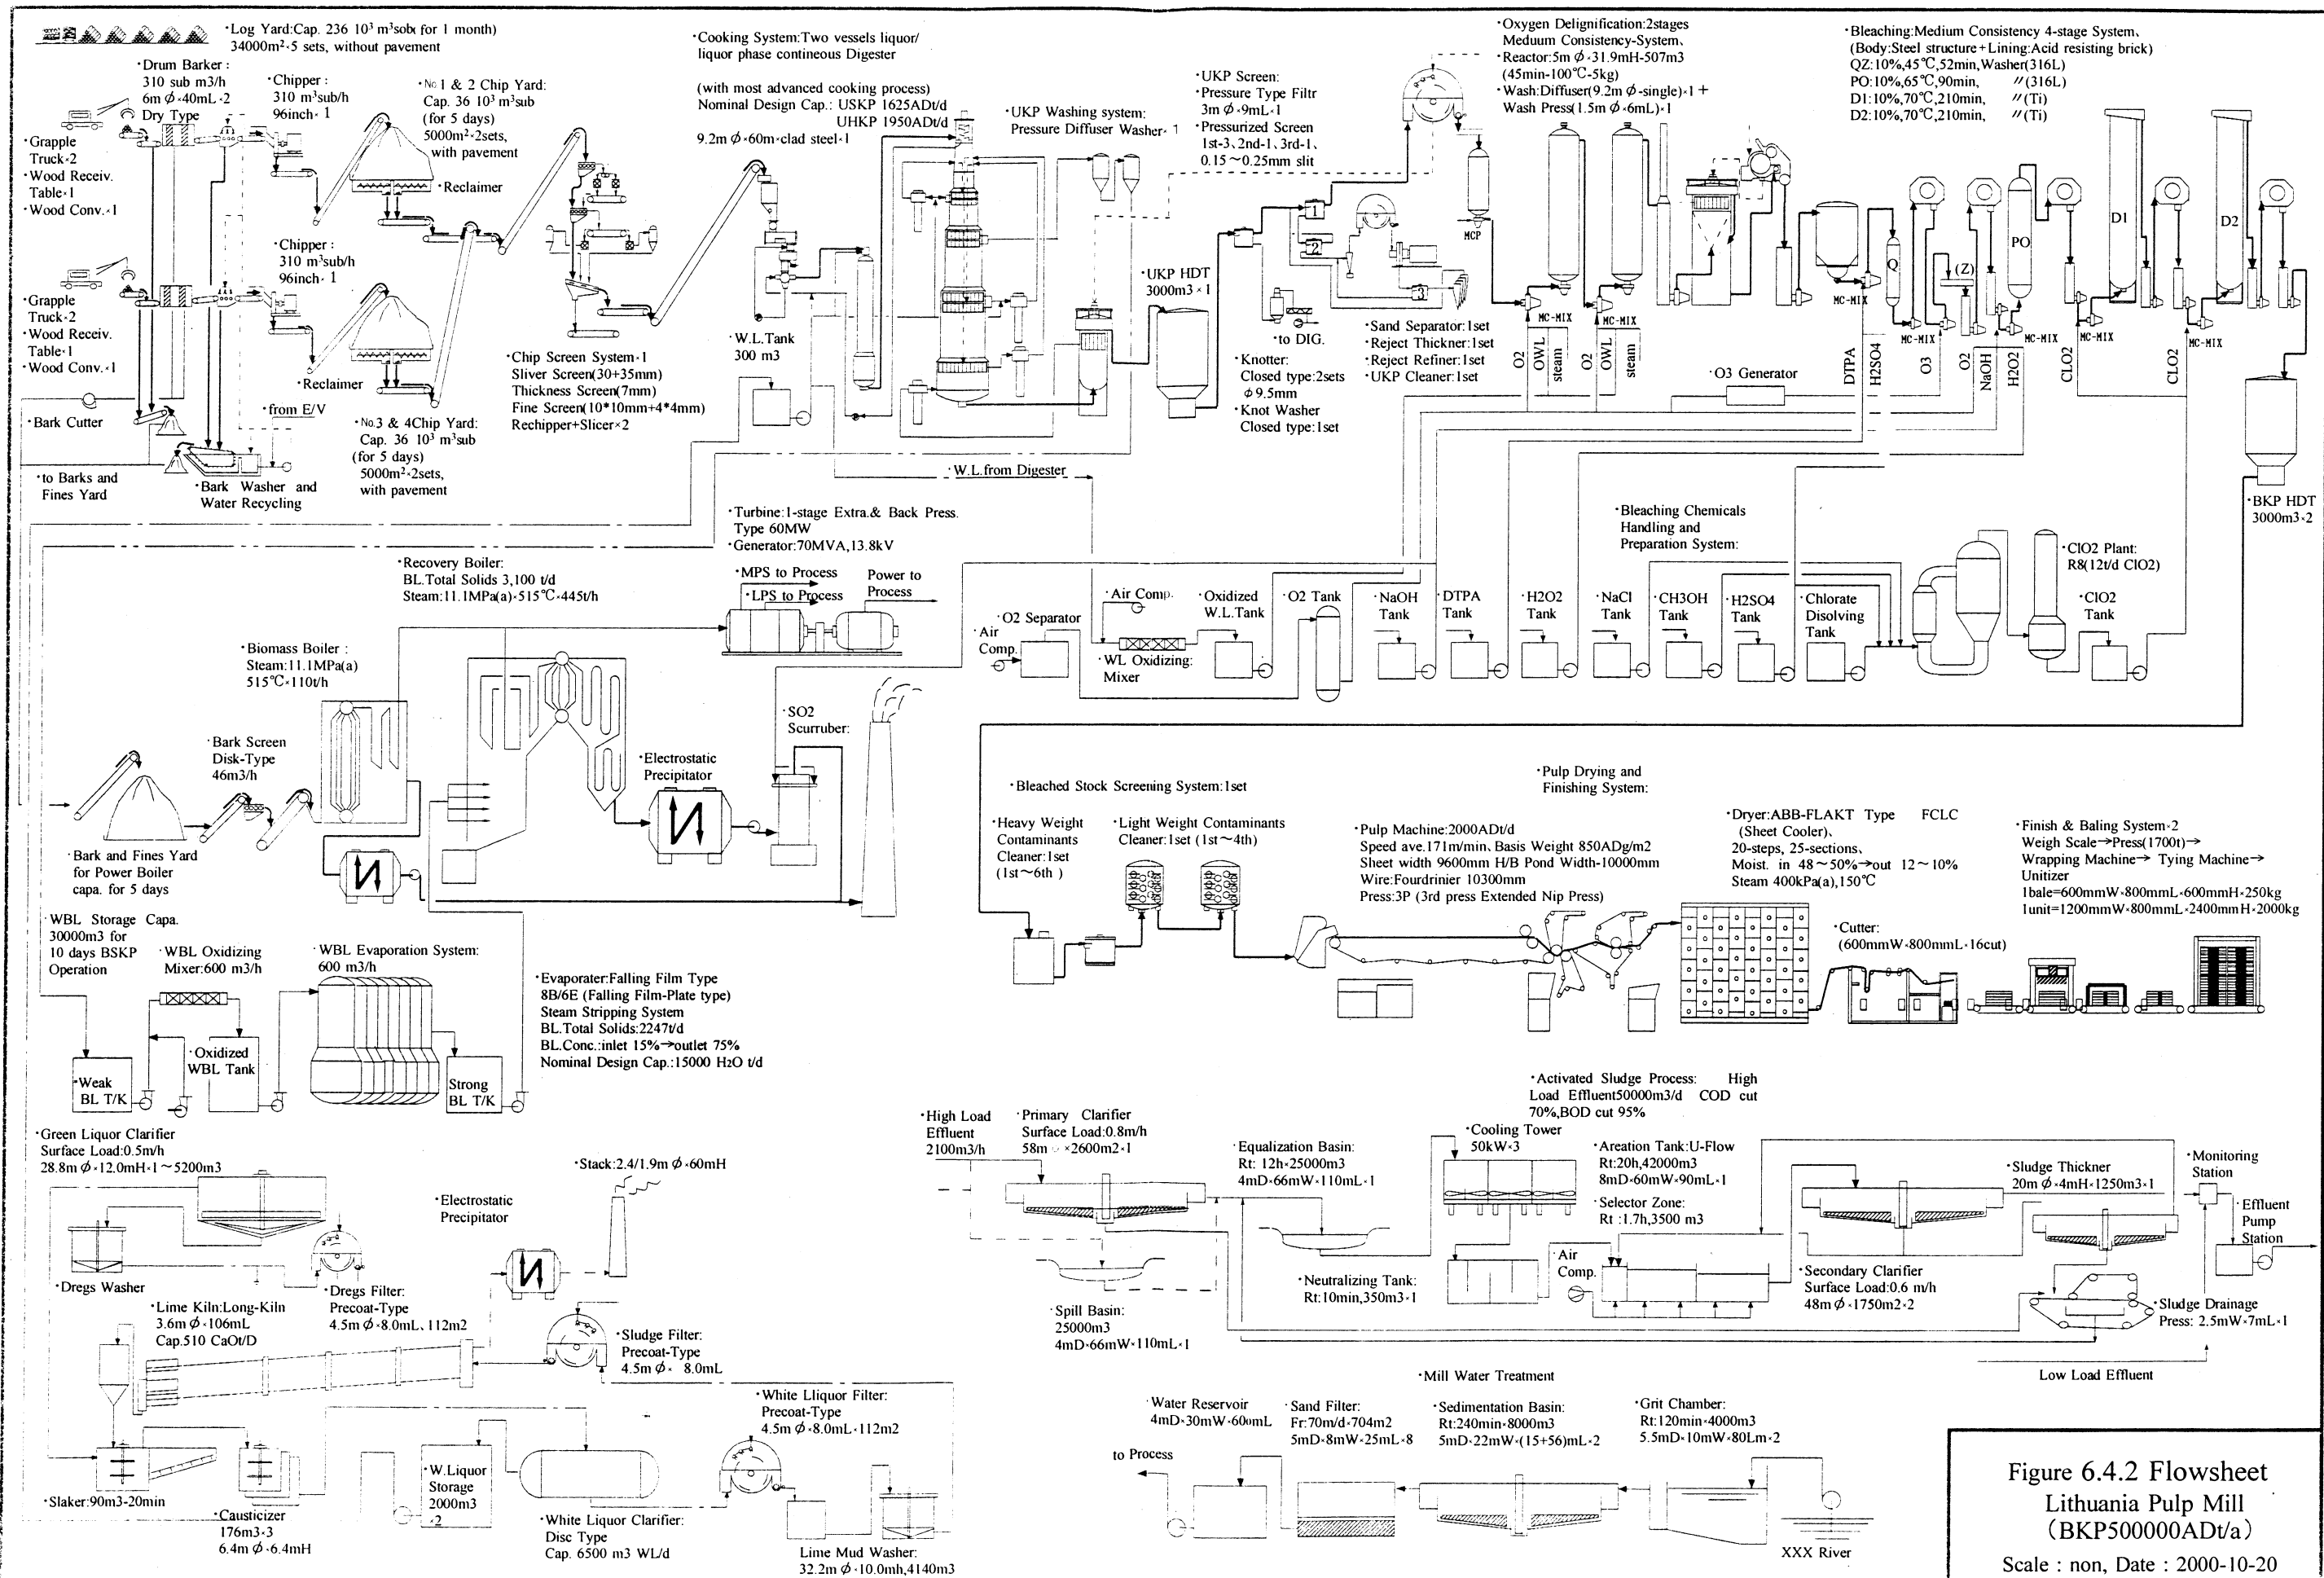 ·Log Yard:Cap. 236 10³ m³sob( for 1 month)
34000m²×5 sets, without pavement
·Drum Barker :
310 sub m3/h
6m φ×40mL×2
Dry Type
·Chipper :
310 m³sub/h
96inch× 1
·No.1 & 2 Chip Yard:
Cap. 36 10³ m³sub
(for 5 days)
5000m²×2sets,
with pavement
·Grapple
Truck×2
·Wood Receiv.
Table×1
·Wood Conv.×1
·Reclaimer
·Chipper :
310 m³sub/h
96inch× 1
·Grapple
Truck×2
·Wood Receiv.
Table×1
·Wood Conv.×1
·Reclaimer
·Bark Cutter
·from E/V
·No.3 & 4Chip Yard:
Cap. 36 10³ m³sub
(for 5 days)
5000m²×2sets,
with pavement
·to Barks and
Fines Yard
·Bark Washer and
Water Recycling
·Chip Screen System×1
Sliver Screen(30+35mm)
Thickness Screen(7mm)
Fine Screen(10*10mm+4*4mm)
Rechipper+Slicer×2
·Cooking System:Two vessels liquor/
liquor phase contineous Digester
(with most advanced cooking process)
Nominal Design Cap.: USKP 1625ADt/d
UHKP 1950ADt/d
9.2m φ×60m×clad steel×1
·W.L.Tank
300 m3
·UKP Washing system:
Pressure Diffuser Washer× 1
·UKP HDT
3000m3 × 1
·W.L.from Digester
·UKP Screen:
·Pressure Type Filtr
3m φ×9mL×1
·Pressurized Screen
1st-3、2nd-1、3rd-1、
0.15～0.25mm slit
1
2
3
·to DIG.
·Knotter:
Closed type:2sets
φ9.5mm
·Knot Washer
Closed type:1set
·Sand Separator:1set
·Reject Thickner:1set
·Reject Refiner:1set
·UKP Cleaner:1set
·Oxygen Delignification:2stages
Meduum Consistency-System、
·Reactor:5m φ×31.9mH-507m3
(45min-100℃-5kg)
·Wash:Diffuser(9.2m φ-single)×1 +
Wash Press(1.5m φ×6mL)×1
MCP
MC-MIX
MC-MIX
O2
OWL
steam
O2
OWL
steam
·Bleaching:Medium Consistency 4-stage System、
(Body:Steel structure+Lining:Acid resisting brick)
QZ:10%,45℃,52min,Washer(316L)
PO:10%,65℃,90min, 〃(316L)
D1:10%,70℃,210min, 〃(Ti)
D2:10%,70℃,210min, 〃(Ti)
Q
(Z)
PO
D1
D2
MC-MIX
MC-MIX
MC-MIX
MC-MIX
MC-MIX
DTPA
H2SO4
O3
O2
NaOH
H2O2
CLO2
CLO2
·O3 Generator
·BKP HDT
3000m3×2
·Turbine:1-stage Extra.& Back Press.
Type 60MW
·Generator:70MVA,13.8kV
·MPS to Process
·LPS to Process
Power to
Process
·Recovery Boiler:
BL.Total Solids 3,100 t/d
Steam:11.1MPa(a)×515℃×445t/h
·Biomass Boiler :
Steam:11.1MPa(a)
515℃×110t/h
·Bark Screen
Disk-Type
46m3/h
·Bark and Fines Yard
for Power Boiler
capa. for 5 days
·Electrostatic
Precipitator
·SO2
Scurruber:
·O2 Separator
·Air
Comp.
·Air Comp.
·WL Oxidizing:
Mixer
·Oxidized
W.L.Tank
·O2 Tank
·NaOH
Tank
·DTPA
Tank
·H2O2
Tank
·NaCl
Tank
·CH3OH
Tank
·H2SO4
Tank
·Chlorate
Disolving
Tank
·Bleaching Chemicals
Handling and
Preparation System:
·ClO2 Plant:
R8(12t/d ClO2)
·ClO2
Tank
·WBL Storage Capa.
30000m3 for
10 days BSKP
Operation
·WBL Oxidizing
Mixer:600 m3/h
·WBL Evaporation System:
600 m3/h
·Evaporater:Falling Film Type
8B/6E (Falling Film-Plate type)
Steam Stripping System
BL.Total Solids:2247t/d
BL.Conc.:inlet 15%→outlet 75%
Nominal Design Cap.:15000 H2O t/d
·Weak
BL T/K
·Oxidized
WBL Tank
Strong
BL T/K
·Bleached Stock Screening System:1set
·Heavy Weight
Contaminants
Cleaner:1set
(1st～6th )
·Light Weight Contaminants
Cleaner:1set (1st～4th)
·Pulp Drying and
Finishing System:
·Pulp Machine:2000ADt/d
Speed ave.171m/min、Basis Weight 850ADg/m2
Sheet width 9600mm H/B Pond Width-10000mm
Wire:Fourdrinier 10300mm
Press:3P (3rd press Extended Nip Press)
·Dryer:ABB-FLAKT Type FCLC
(Sheet Cooler)、
20-steps, 25-sections、
Moist. in 48～50%→out 12～10%
Steam 400kPa(a),150℃
·Cutter:
(600mmW×800mmL×16cut)
·Finish & Baling System×2
Weigh Scale→Press(1700t)→
Wrapping Machine→ Tying Machine→
Unitizer
1bale=600mmW×800mmL×600mmH×250kg
1unit=1200mmW×800mmL×2400mmH×2000kg
·Green Liquor Clarifier
Surface Load:0.5m/h
28.8m φ×12.0mH×1～5200m3
·Dregs Washer
·Dregs Filter:
Precoat-Type
4.5m φ×8.0mL、112m2
·Electrostatic
Precipitator
·Stack:2.4/1.9m φ×60mH
·Lime Kiln:Long-Kiln
3.6m φ×106mL
Cap.510 CaOt/D
·Sludge Filter:
Precoat-Type
4.5m φ× 8.0mL
·White Lliquor Filter:
Precoat-Type
4.5m φ×8.0mL×112m2
·Slaker:90m3-20min
·Causticizer
176m3×3
6.4m φ×6.4mH
·W.Liquor
Storage
2000m3
×2
·White Liquor Clarifier:
Disc Type
Cap. 6500 m3 WL/d
Lime Mud Washer:
32.2m φ×10.0mh,4140m3
·Activated Sludge Process: High
Load Effluent50000m3/d COD cut
70%,BOD cut 95%
·High Load
Effluent
2100m3/h
·Primary Clarifier
Surface Load:0.8m/h
58m ×2600m2×1
·Equalization Basin:
Rt: 12h×25000m3
4mD×66mW×110mL×1
·Cooling Tower
50kW×3
·Areation Tank:U-Flow
Rt:20h,42000m3
8mD×60mW×90mL×1
·Selector Zone:
Rt :1.7h,3500 m3
·Sludge Thickner
20m φ×4mH×1250m3×1
·Monitoring
Station
·Effluent
Pump
Station
·Neutralizing Tank:
Rt:10min,350m3×1
·Air
Comp.
·Secondary Clarifier
Surface Load:0.6 m/h
48m φ×1750m2×2
·Spill Basin:
25000m3
4mD×66mW×110mL×1
·Sludge Drainage
Press: 2.5mW×7mL×1
Low Load Effluent
·Mill Water Treatment
·Water Reservoir
4mD×30mW×60mL
·Sand Filter:
Fr:70m/d×704m2
5mD×8mW×25mL×8
·Sedimentation Basin:
Rt:240min×8000m3
5mD×22mW×(15+56)mL×2
·Grit Chamber:
Rt:120min×4000m3
5.5mD×10mW×80Lm×2
to Process
XXX River
Figure 6.4.2 Flowsheet
Lithuania Pulp Mill
（BKP500000ADt/a）
Scale : non, Date : 2000-10-20